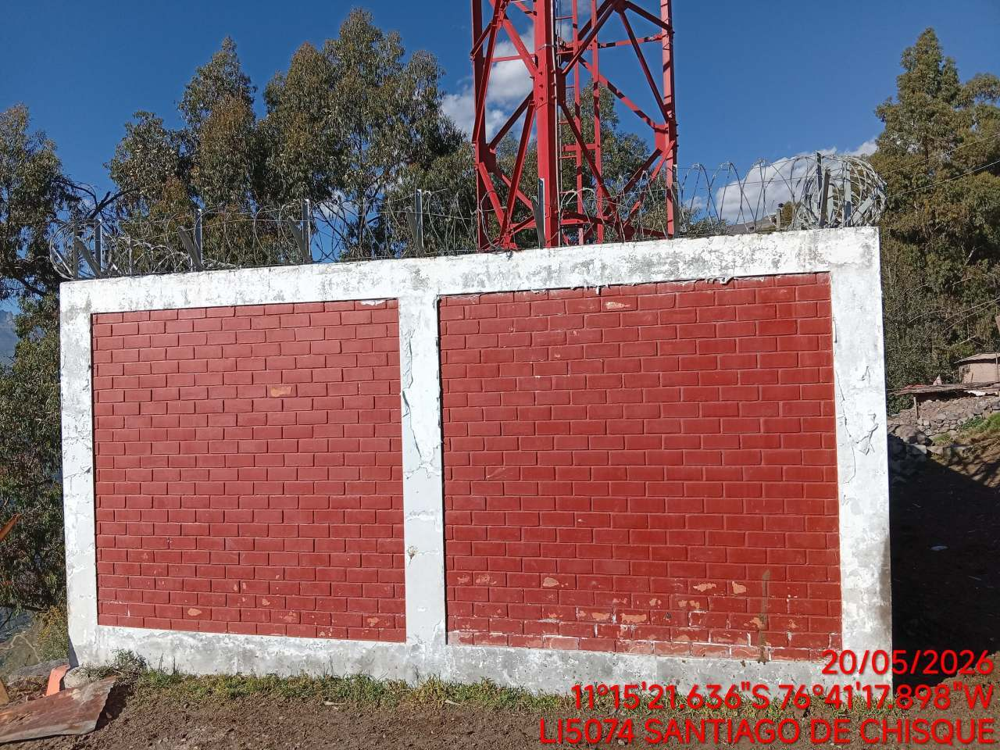 20/05/2026
11°15'21.636"S 76°41'17.898"W
LI5074 SANTIAGO DE CHISQUE